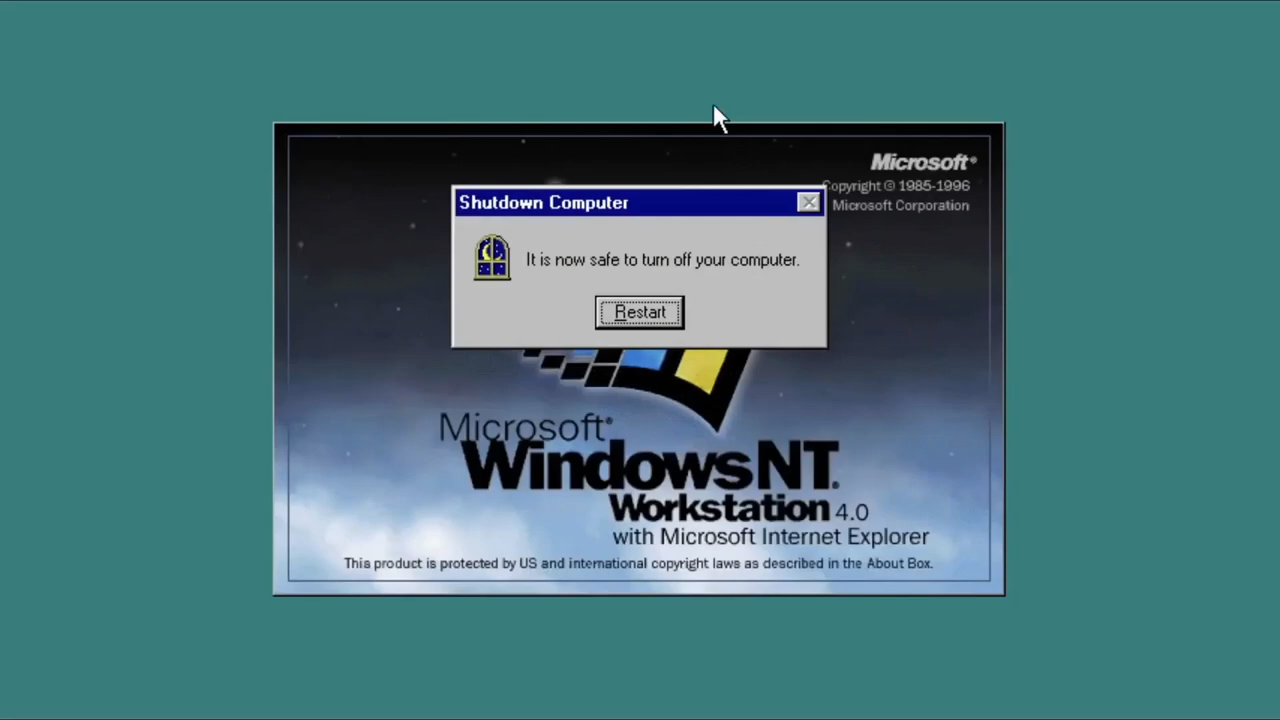 Microsoft®
Copyright © 1985-1996
Microsoft Corporation
Shutdown Computer
It is now safe to turn off your computer.
Restart
Microsoft®
Windows NT®
Workstation 4.0
with Microsoft Internet Explorer
This product is protected by US and international copyright laws as described in the About Box.